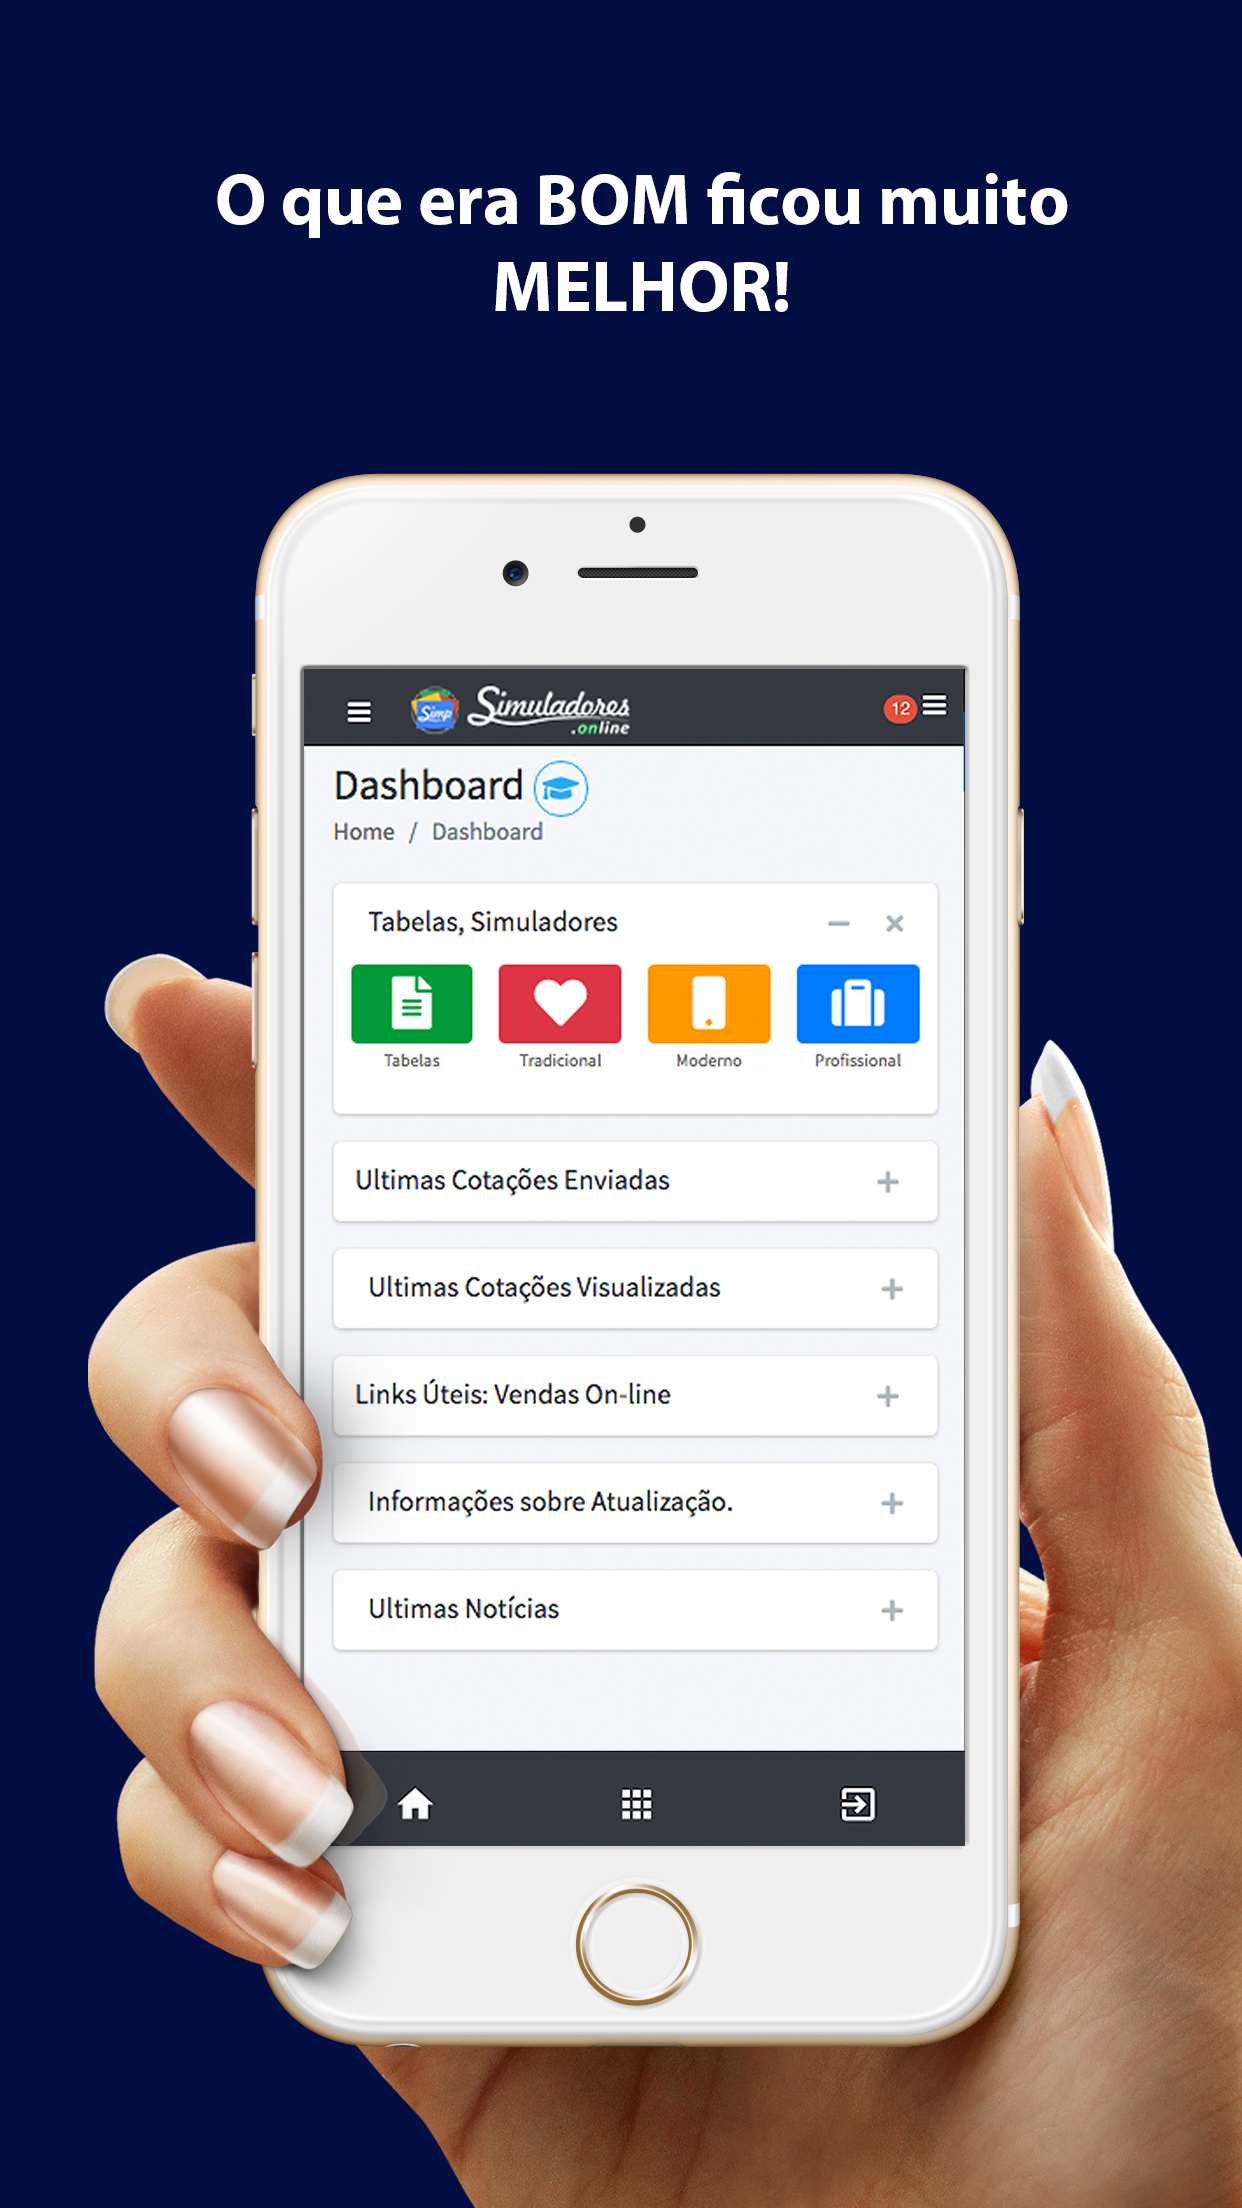 O que era BOM ficou muito
MELHOR!
Simp
Simuladores
.online
12
Dashboard
Home / Dashboard
Tabelas, Simuladores
Tabelas
Tradicional
Moderno
Profissional
Ultimas Cotações Enviadas
Ultimas Cotações Visualizadas
Links Úteis: Vendas On-line
Informações sobre Atualização.
Ultimas Notícias